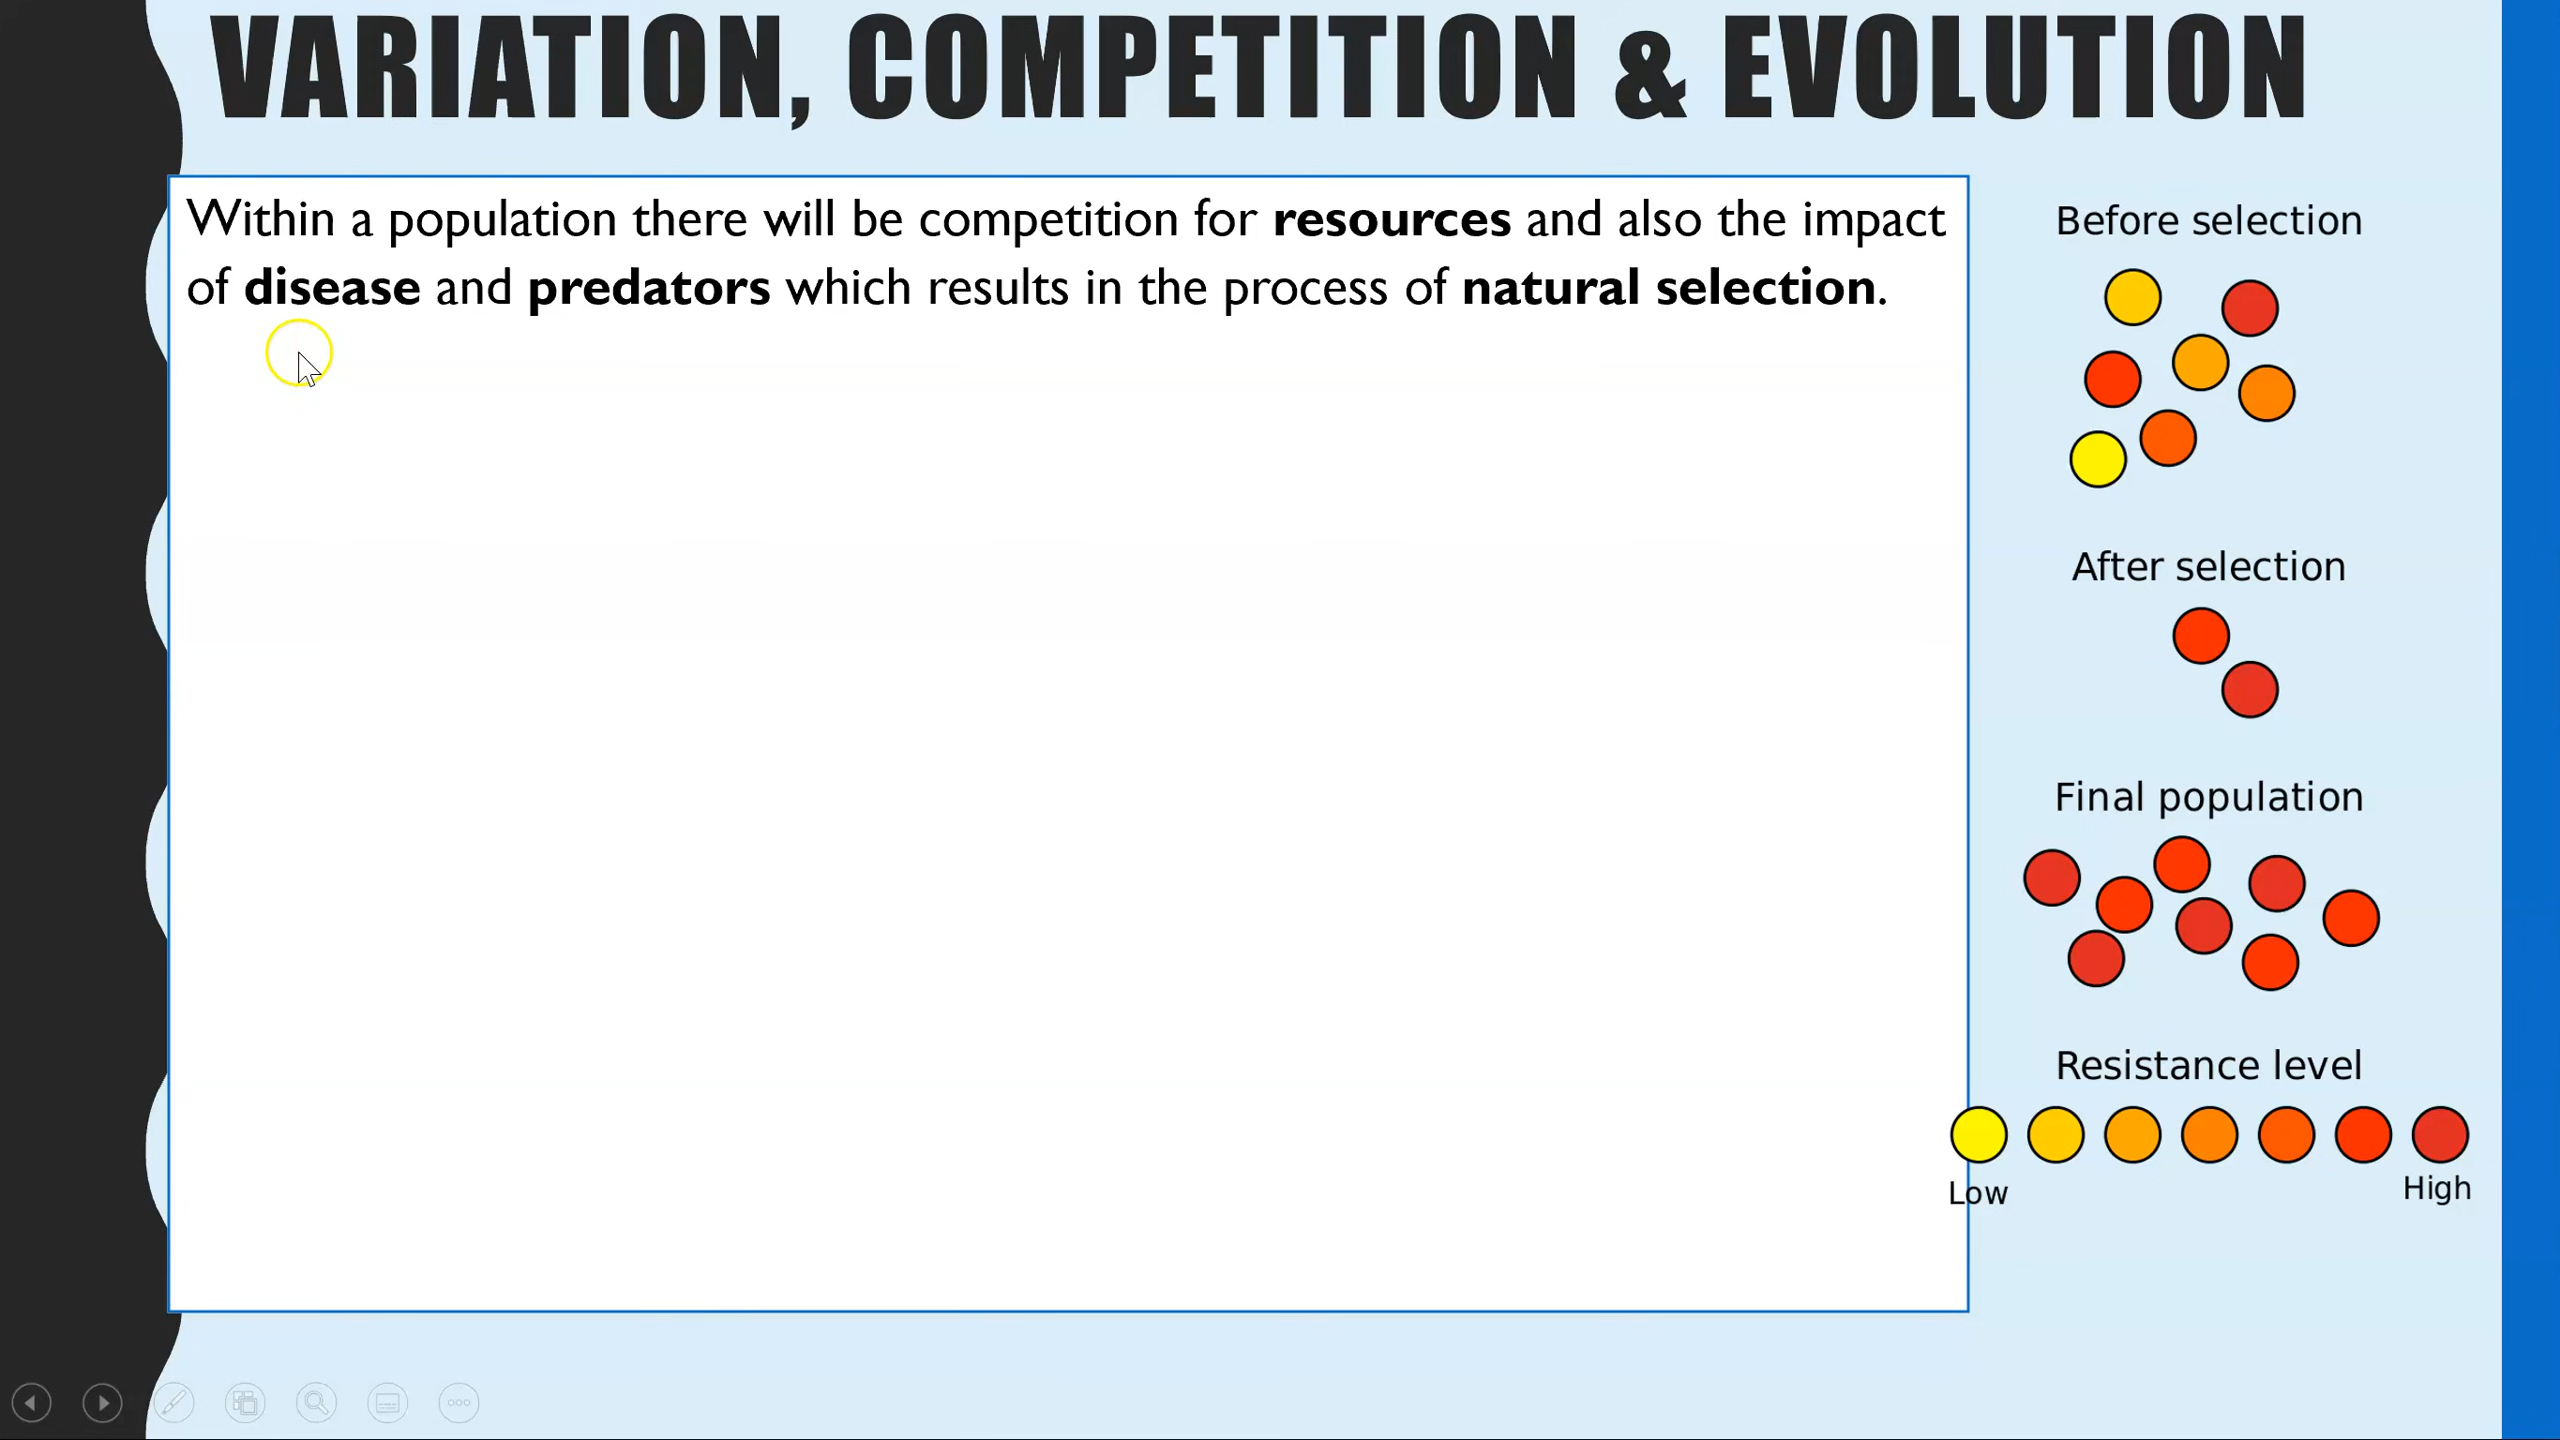 VARIATION, COMPETITION & EVOLUTION
Within a population there will be competition for resources and also the impact
of disease and predators which results in the process of natural selection.
Before selection
After selection
Final population
Resistance level
Low
High